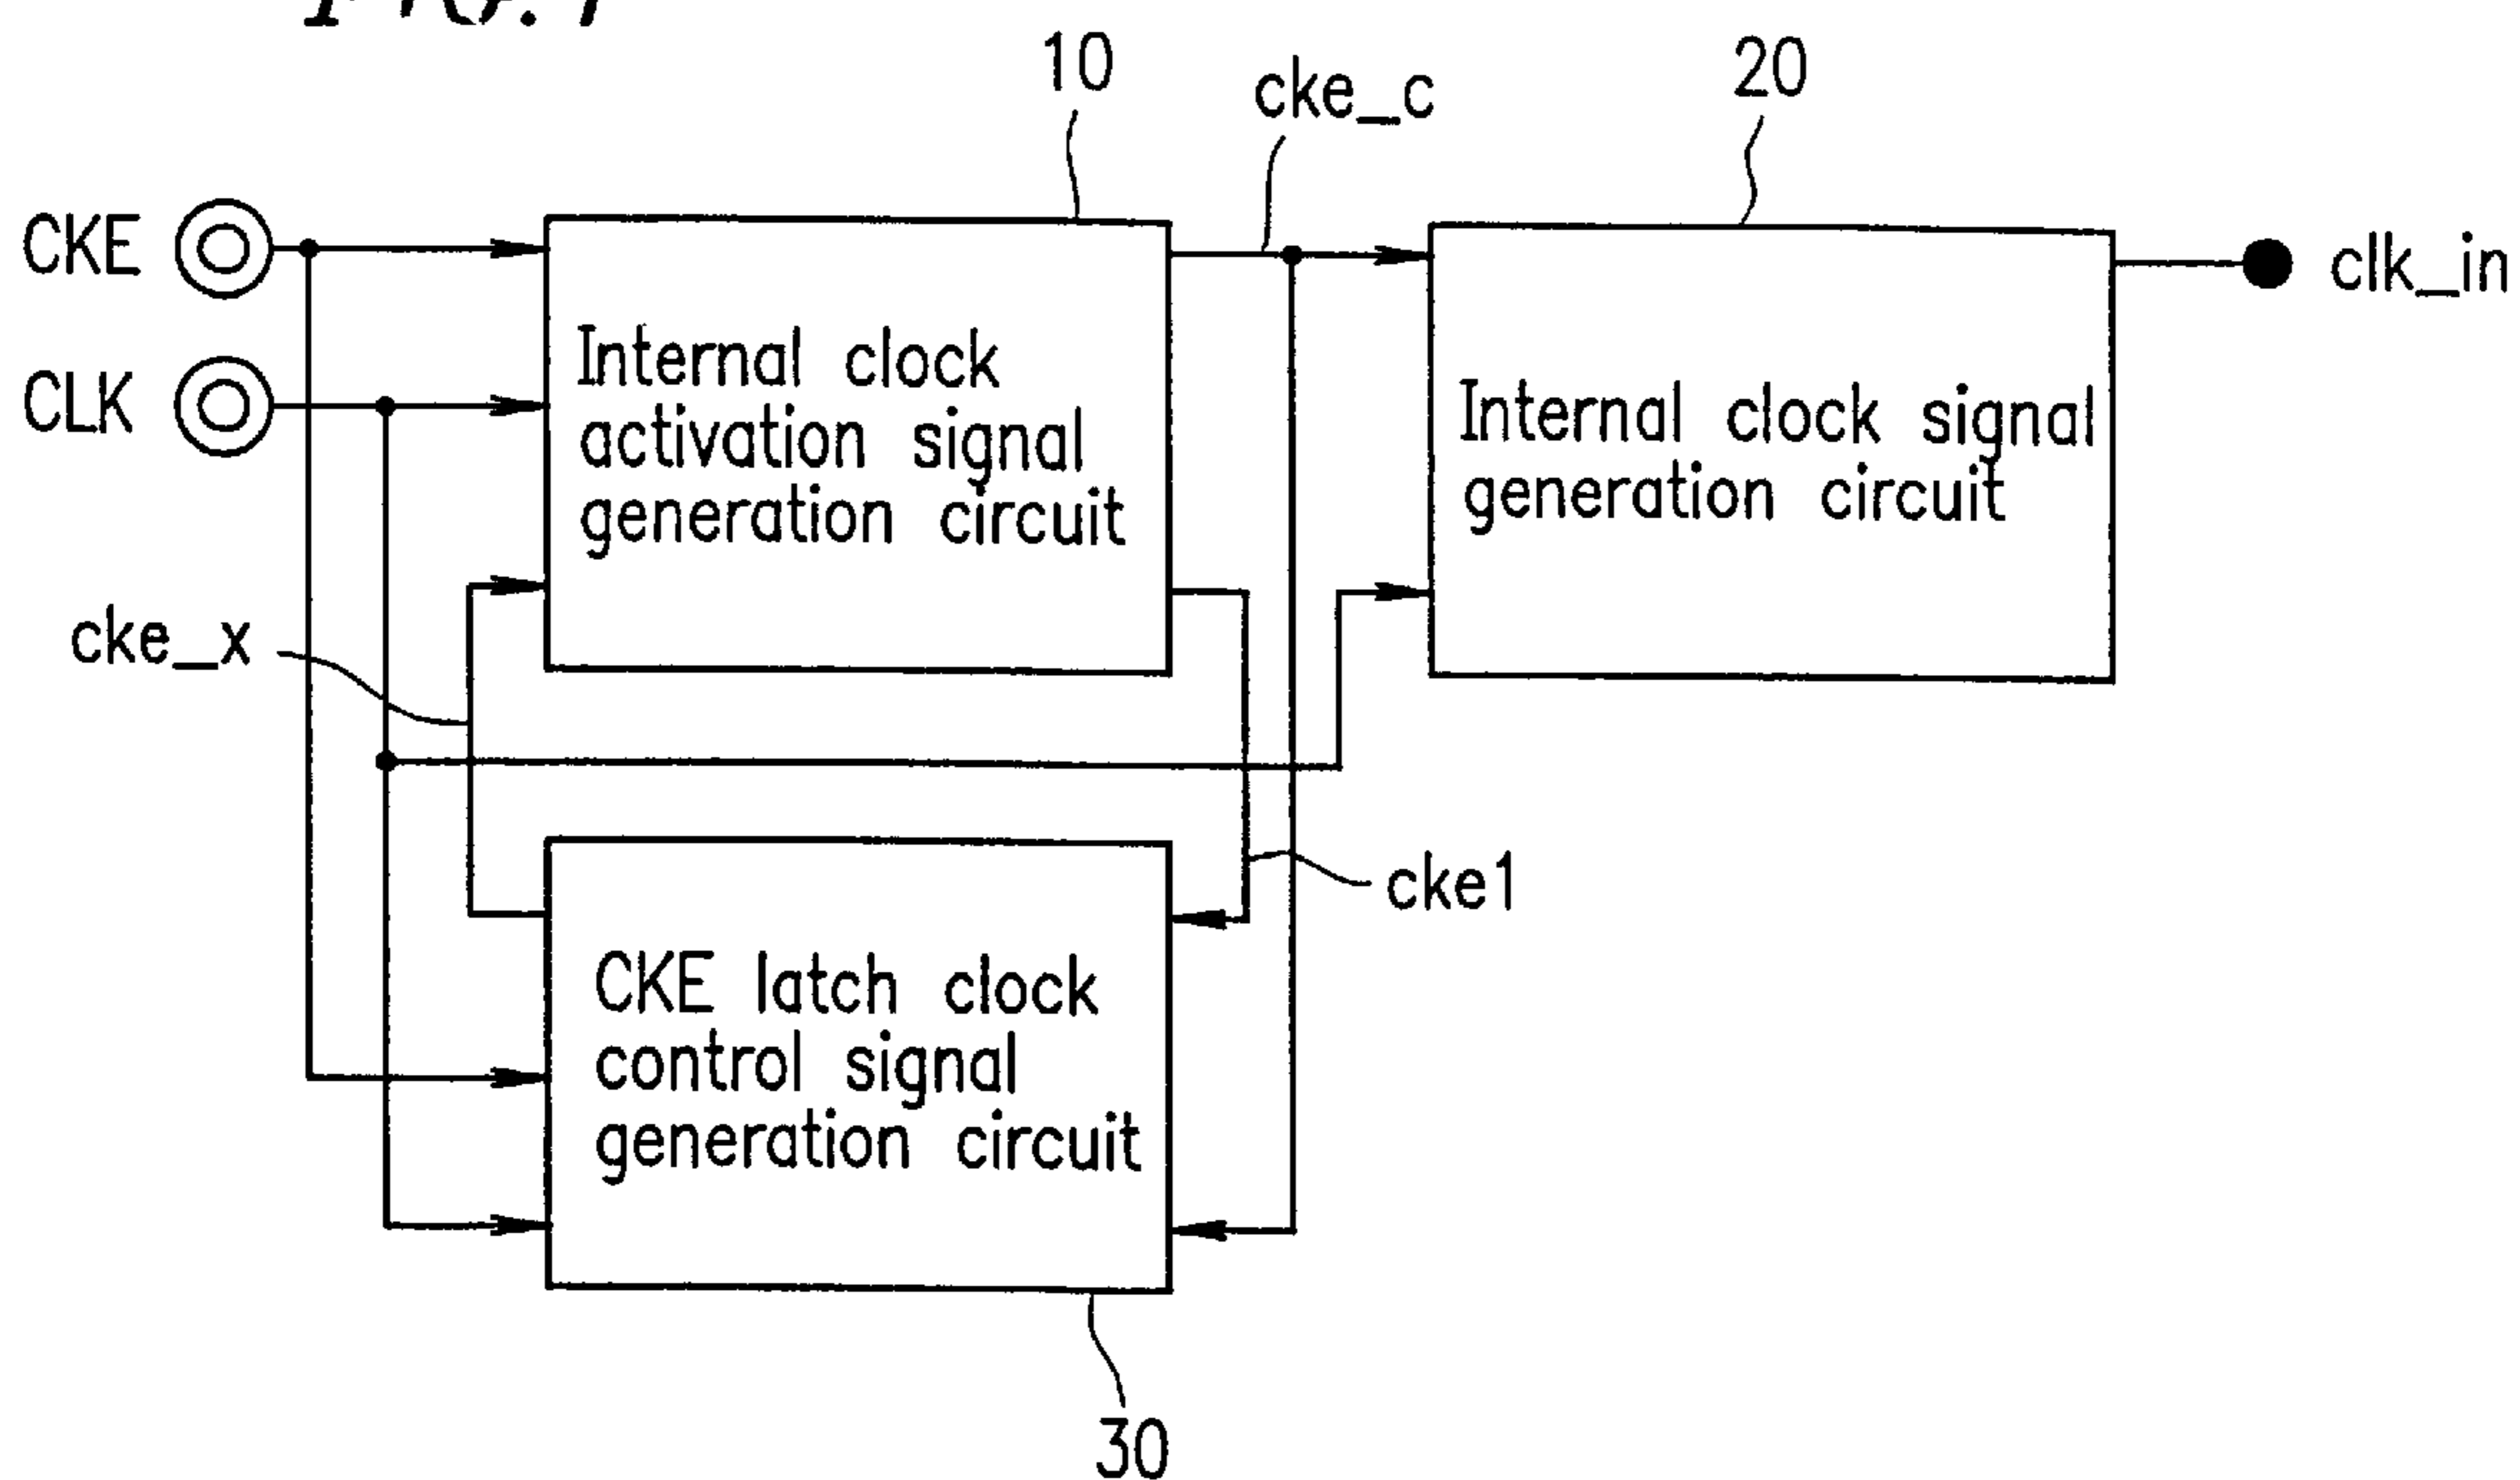 10
cke_c
20
CKE
CLK
Internal clock
activation signal
generation circuit
Internal clock signal
generation circuit
clk_in
cke_x
cke1
CKE latch clock
control signal
generation circuit
30